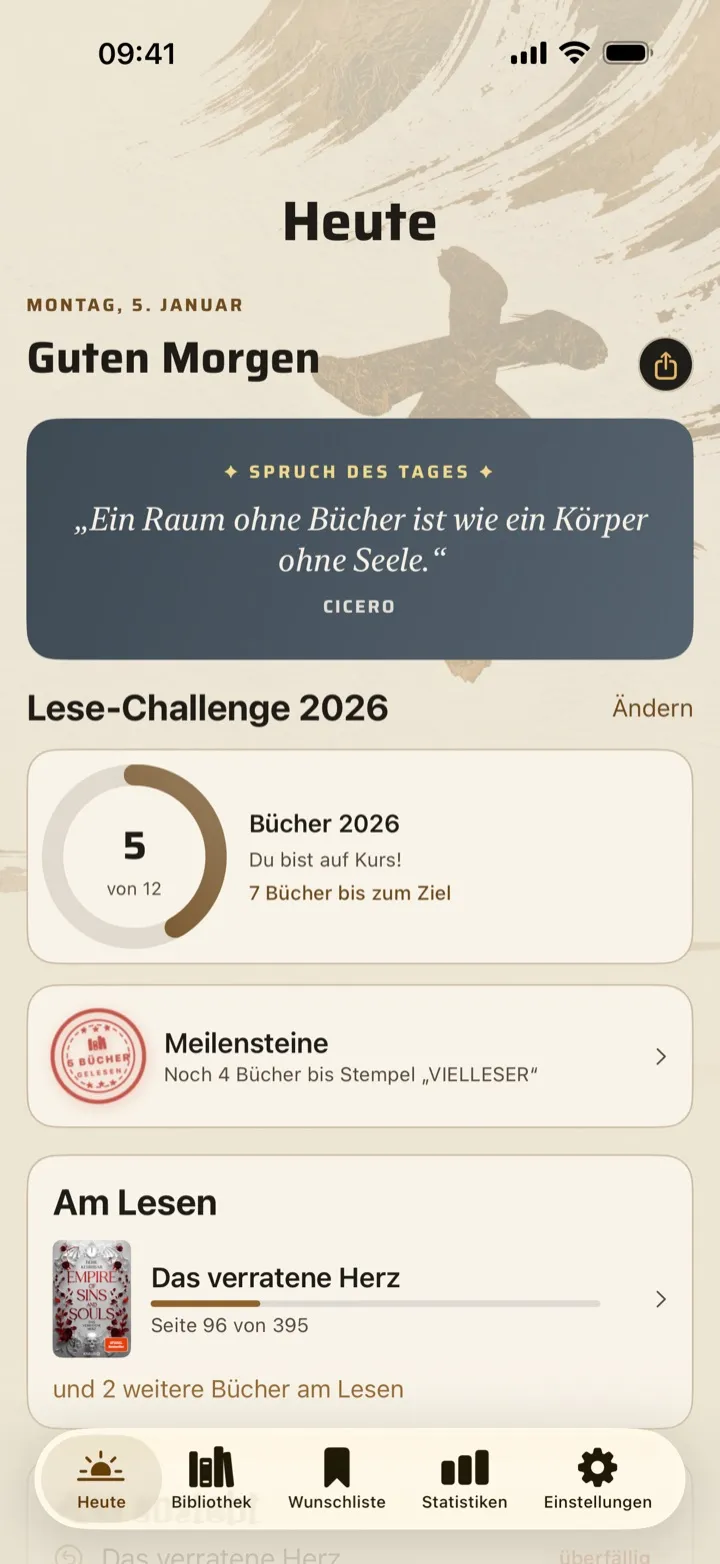 09:41
Heute
MONTAG, 5. JANUAR
Guten Morgen
✦ SPRUCH DES TAGES ✦
„Ein Raum ohne Bücher ist wie ein Körper
ohne Seele.“
CICERO
Lese-Challenge 2026
Ändern
5
von 12
Bücher 2026
Du bist auf Kurs!
7 Bücher bis zum Ziel
5 BÜCHER
GELESEN
Meilensteine
Noch 4 Bücher bis Stempel „VIELLESER“
Am Lesen
EMPIRE
OF
SINS
AND
SOULS
Das verratene Herz
Seite 96 von 395
und 2 weitere Bücher am Lesen
Heute
Bibliothek
Wunschliste
Statistiken
Einstellungen
Das verratene Herz
überfällig